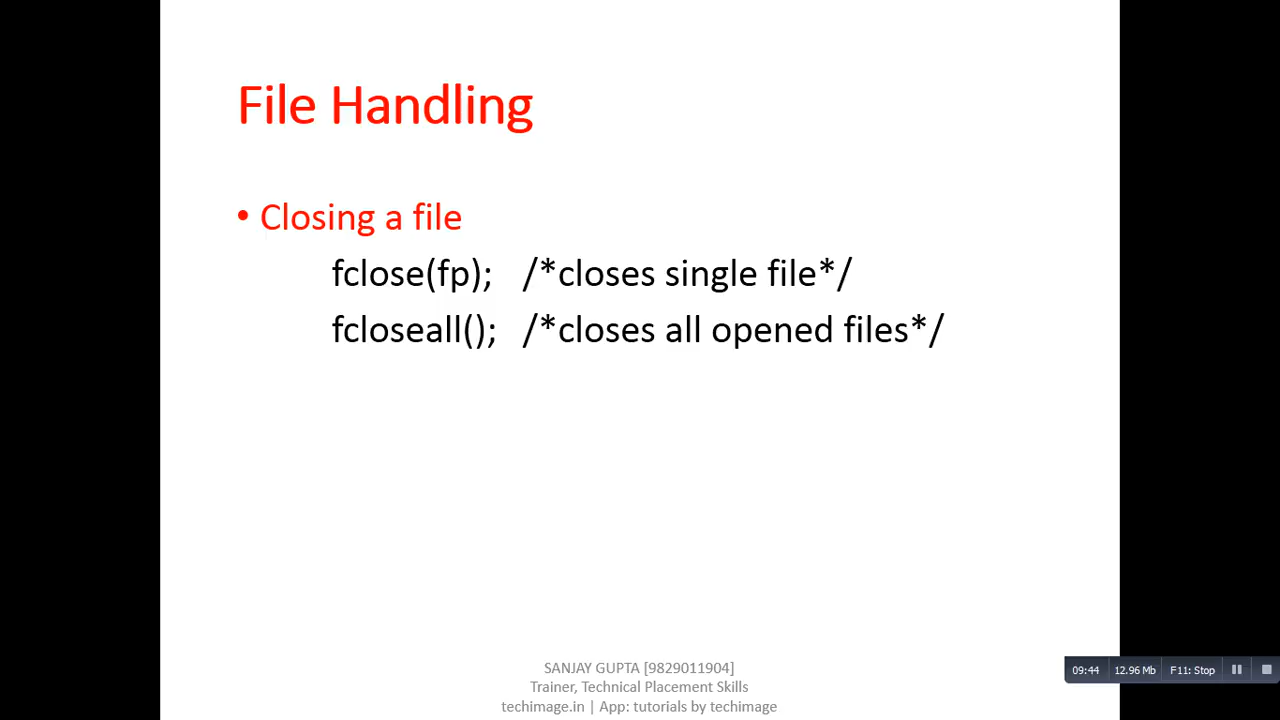 File Handling
• Closing a file
fclose(fp); /*closes single file*/
fcloseall(); /*closes all opened files*/
SANJAY GUPTA [9829011904]
Trainer, Technical Placement Skills
techimage.in | App: tutorials by techimage
09:44 12.96 Mb F11: Stop